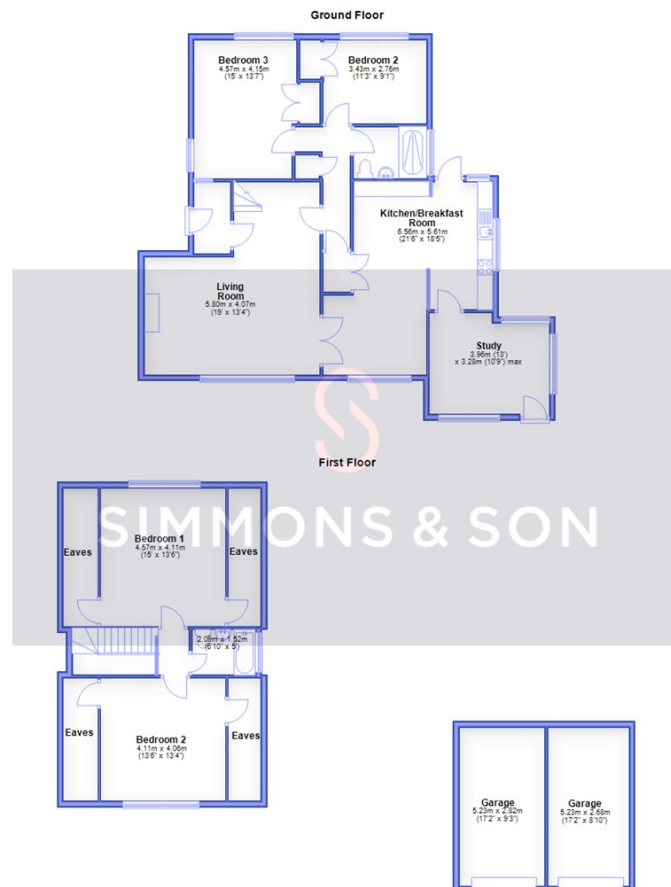 Ground Floor
Bedroom 3
4.57m x 4.15m
(15' x 13'7")
Bedroom 2
3.43m x 2.76m
(11'3" x 9'1")
Kitchen/Breakfast
Room
6.56m x 5.61m
(21'6" x 18'5")
Living
Room
5.80m x 4.07m
(19' x 13'4")
Study
3.96m (13')
x 3.28m (10'9") max
First Floor
SIMMONS & SON
Bedroom 1
4.57m x 4.11m
(15' x 13'6")
Eaves
Eaves
2.09m x 1.52m
(6'10" x 5')
Bedroom 2
4.11m x 4.06m
(13'6" x 13'4")
Eaves
Eaves
Garage
5.23m x 2.82m
(17'2" x 9'3")
Garage
5.23m x 2.68m
(17'2" x 8'10")